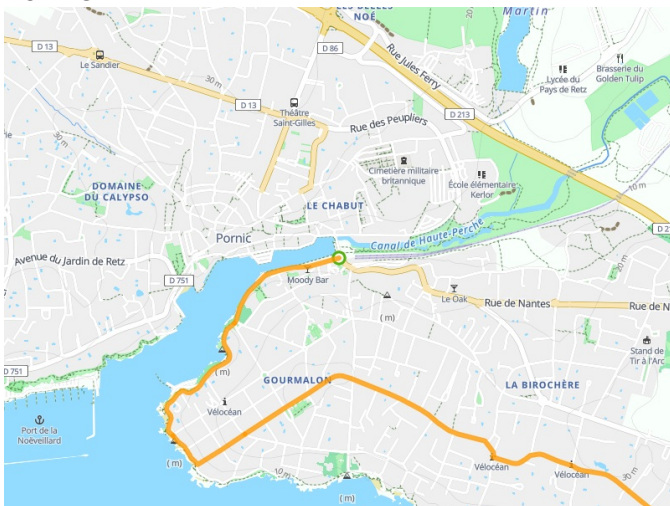 LES BELLES
NOË
Martin
D 13
D 86
Le Sandier
Rue Jules Ferry
30 m
Brasserie du
Golden Tulip
Lycée du
Pays de Retz
D 13
Théâtre
Saint-Gilles
D 213
Rue des Peupliers
30 m
Cimetière militaire
britannique
École élémentaire
Kerlor
10 m
DOMAINE
DU CALYPSO
LE CHABUT
Pornic
Canal de Haute Perche
20 m
Avenue du Jardin de Retz
D 751
Moody Bar
Le Oak
Rue de Nantes
Rue de N
( m)
Stand de
Tir à l'Arc
D 751
( m)
GOURMALON
LA BIROCHÈRE
Vélocéan
Port de la
Noëveillard
( m)
10 m
Vélocéan
Vélocéan
30 m
( m)